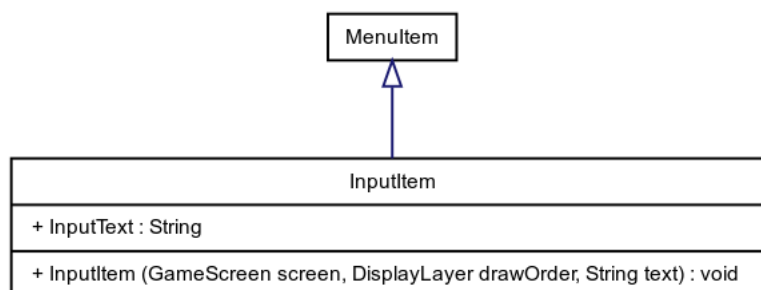 MenuItem
InputItem
+ InputText : String
+ InputItem (GameScreen screen, DisplayLayer drawOrder, String text) : void